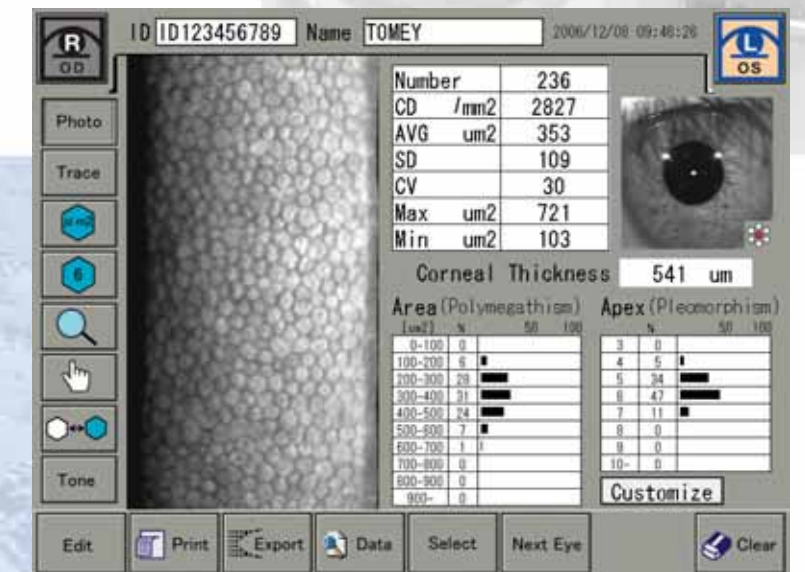 R
OD
ID ID123456789 Name TOMEY 2006/12/08 09:46:26
L
OS
Photo
Trace
6
Tone
Number 236
CD /mm2 2827
AVG um2 353
SD 109
CV 30
Max um2 721
Min um2 103
Corneal Thickness 541 um
Area (Polymegathism)
[um2] % 50 100
0-100 0
100-200 6
200-300 28
300-400 31
400-500 24
500-600 7
600-700 1
700-800 0
800-900 0
900- 0
Apex (Pleomorphism)
% 50 100
3 0
4 5
5 34
6 47
7 11
8 0
9 0
10- 0
Customize
Edit Print Export Data Select Next Eye Clear